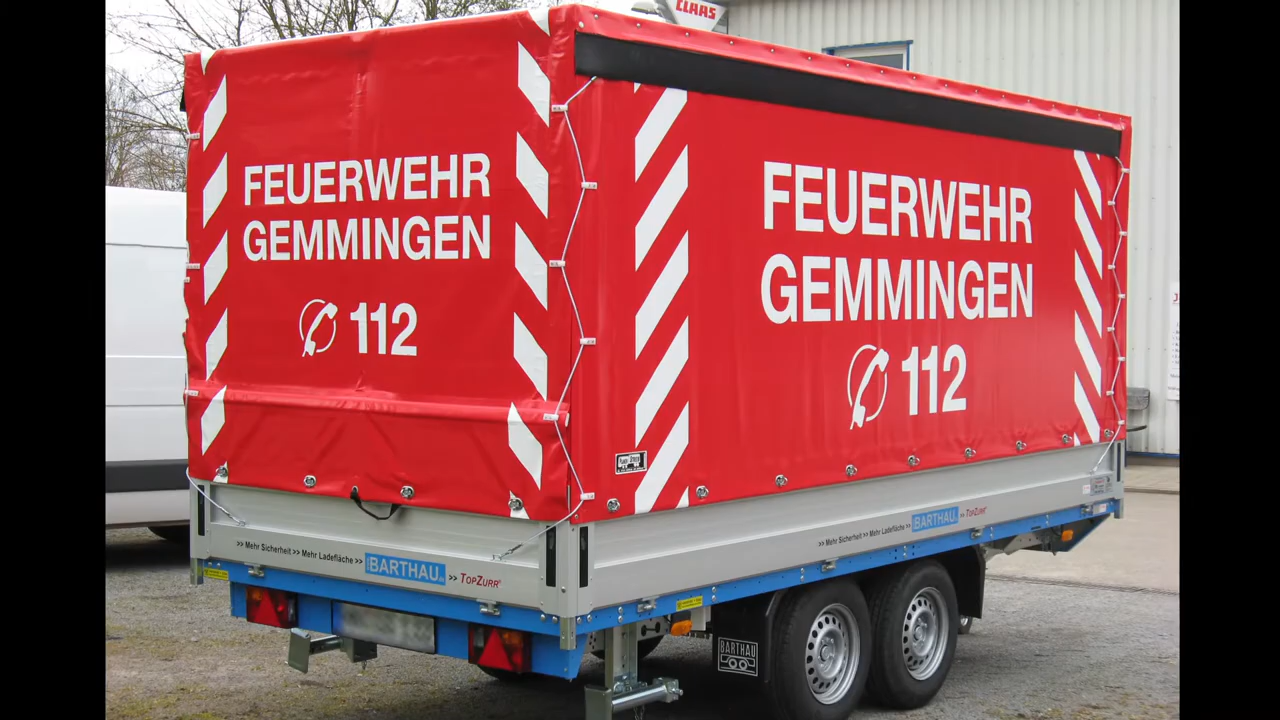 CLAAS
FEUERWEHR
GEMMINGEN
112
FEUERWEHR
GEMMINGEN
112
>> Mehr Sicherheit >> Mehr Ladefläche >> BARTHAU >> TOPZURR
>> Mehr Sicherheit >> Mehr Ladefläche >> BARTHAU >> TOPZURR
BARTHAU